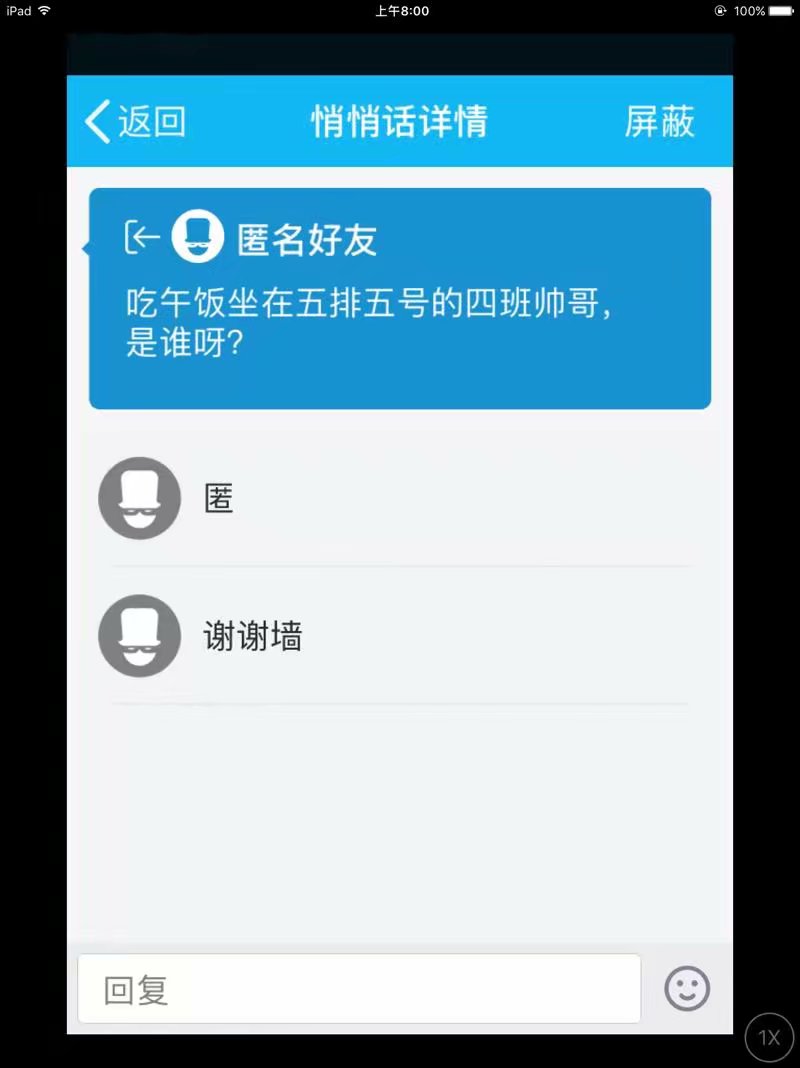 iPad 上午8:00 100%
返回 悄悄话详情 屏蔽
匿名好友
吃午饭坐在五排五号的四班帅哥，
是谁呀？
匿
谢谢墙
回复
1X